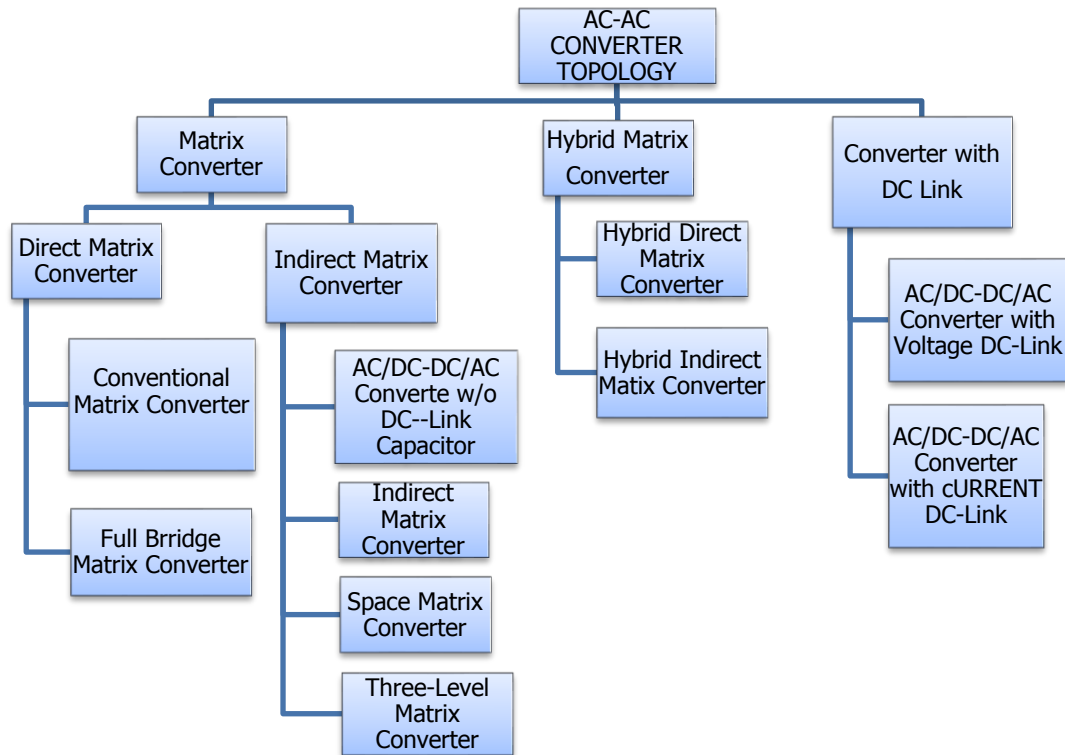 AC-AC
CONVERTER
TOPOLOGY
Matrix
Converter
Hybrid Matrix
Converter
Converter with
DC Link
Direct Matrix
Converter
Indirect Matrix
Converter
Hybrid Direct
Matrix
Converter
AC/DC-DC/AC
Converter with
Voltage DC-Link
Conventional
Matrix Converter
AC/DC-DC/AC
Converte w/o
DC--Link
Capacitor
Hybrid Indirect
Matix Converter
AC/DC-DC/AC
Converter
with cURRENT
DC-Link
Indirect
Matrix
Converter
Full Brridge
Matrix Converter
Space Matrix
Converter
Three-Level
Matrix
Converter